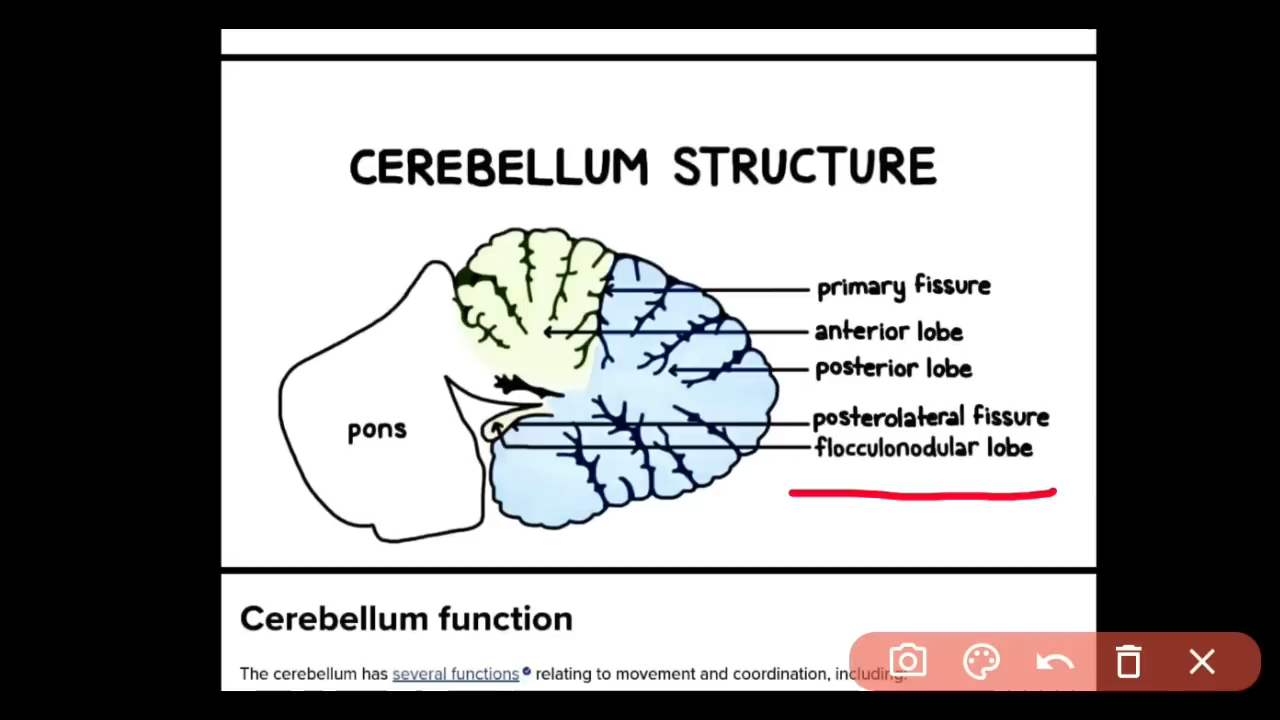 CEREBELLUM STRUCTURE
primary fissure
anterior lobe
posterior lobe
posterolateral fissure
flocculonodular lobe
pons
Cerebellum function
The cerebellum has several functions relating to movement and coordination, including: